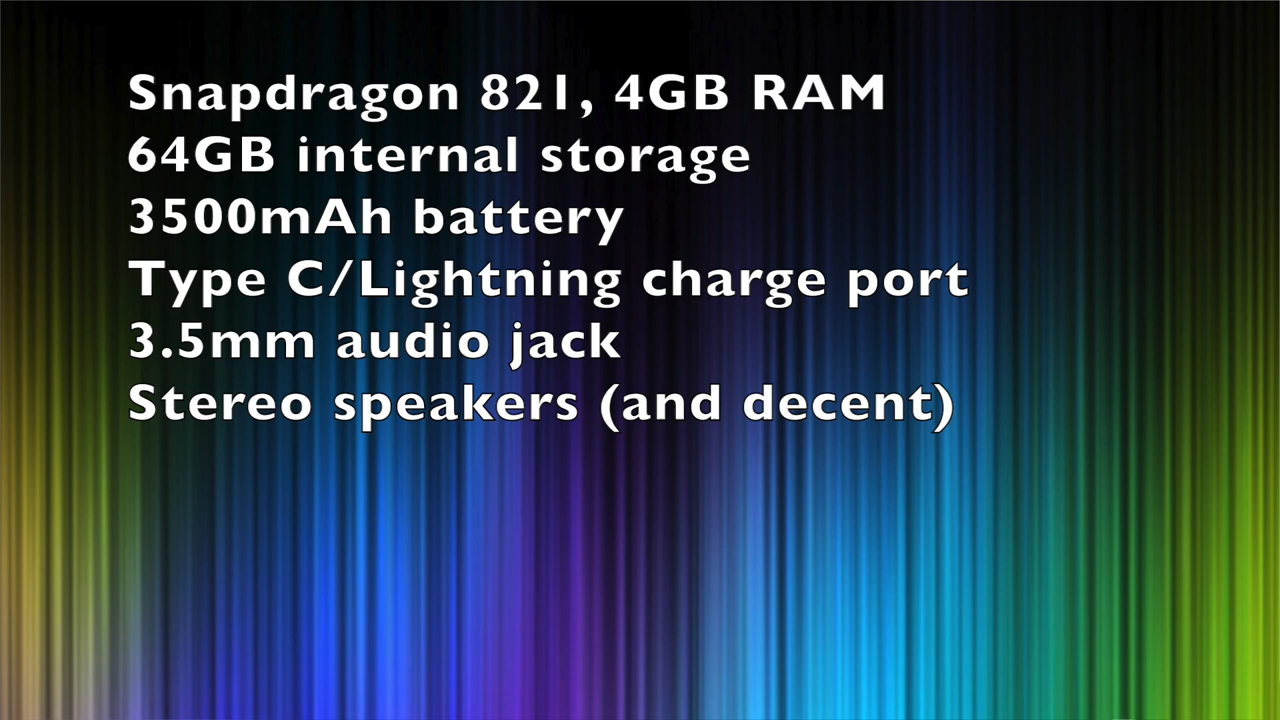 Snapdragon 821, 4GB RAM
64GB internal storage
3500mAh battery
Type C/Lightning charge port
3.5mm audio jack
Stereo speakers (and decent)